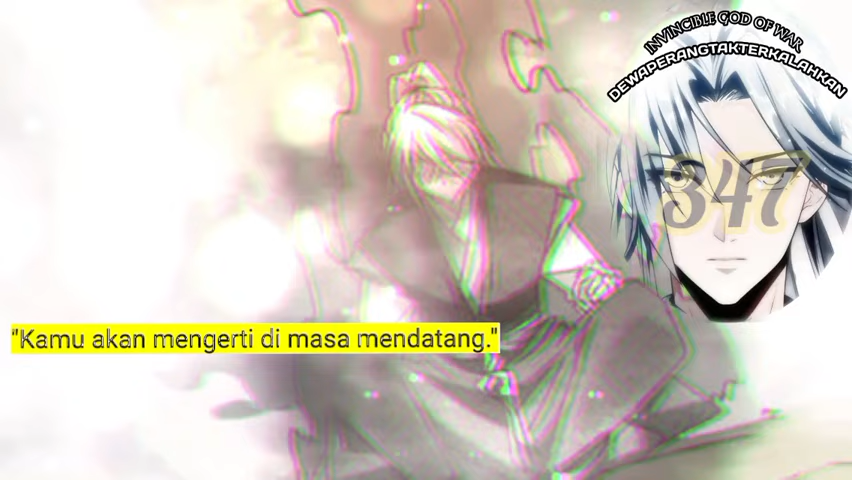 INVINCIBLE GOD OF WAR
DEWAPERANGTAKTERKALAHKAN
347
"Kamu akan mengerti di masa mendatang."